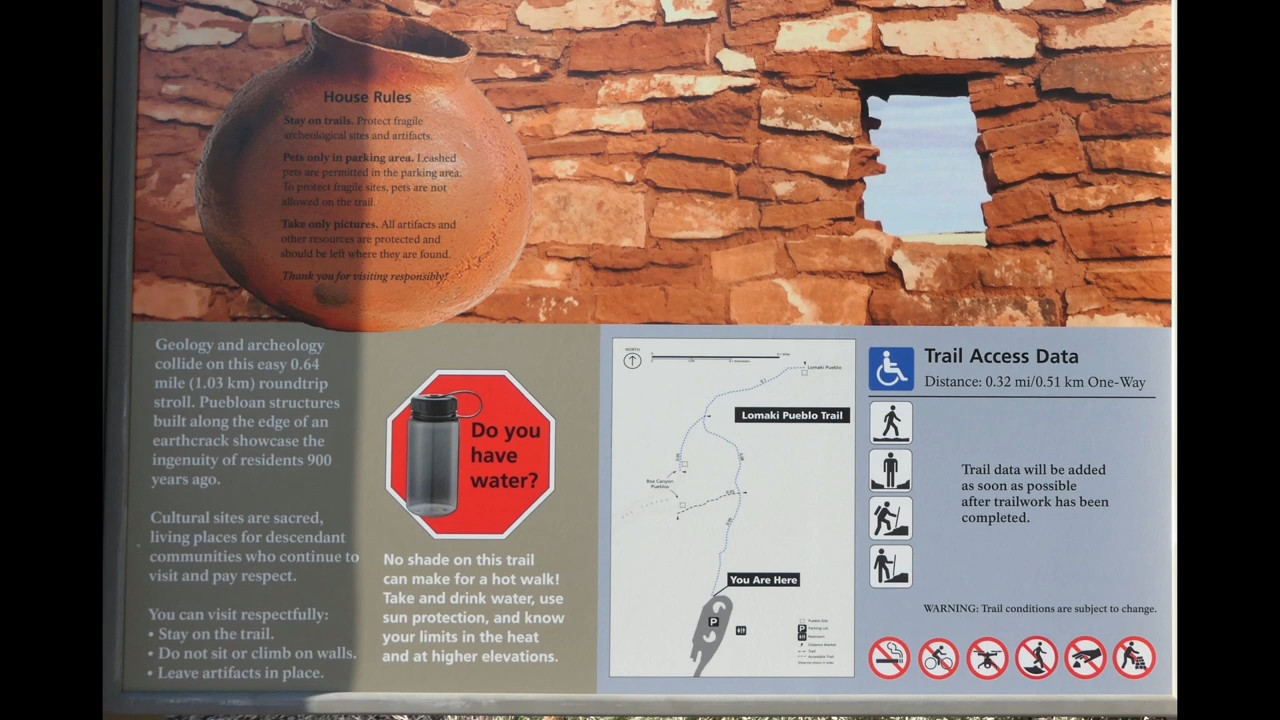 House Rules
Stay on trails. Protect fragile
archeological sites and artifacts.
Pets only in parking area. Leashed
pets are permitted in the parking area.
To protect fragile sites, pets are not
allowed on the trail.
Take only pictures. All artifacts and
other resources are protected and
should be left where they are found.
Thank you for visiting responsibly!
Geology and archeology
collide on this easy 0.64
mile (1.03 km) roundtrip
stroll. Puebloan structures
built along the edge of an
earthcrack showcase the
ingenuity of residents 900
years ago.
Cultural sites are sacred,
living places for descendant
communities who continue to
visit and pay respect.
You can visit respectfully:
• Stay on the trail.
• Do not sit or climb on walls.
• Leave artifacts in place.
Do you
have
water?
No shade on this trail
can make for a hot walk!
Take and drink water, use
sun protection, and know
your limits in the heat
and at higher elevations.
NORTH
Lomaki Pueblo
Lomaki Pueblo Trail
Box Canyon
Pueblos
You Are Here
P
Pueblo Site
Parking Lot
Restroom
Distance Marker
Trail
Accessible Trail
Trail Access Data
Distance: 0.32 mi/0.51 km One-Way
Trail data will be added
as soon as possible
after trailwork has been
completed.
WARNING: Trail conditions are subject to change.